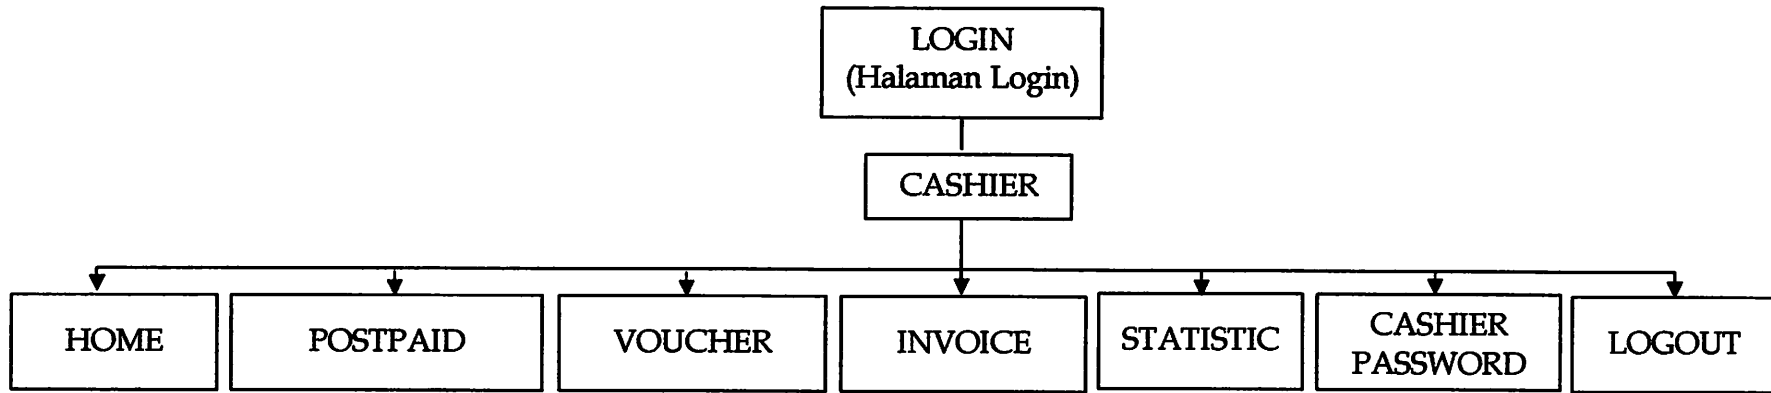 LOGIN
(Halaman Login)
CASHIER
HOME
POSTPAID
VOUCHER
INVOICE
STATISTIC
CASHIER
PASSWORD
LOGOUT